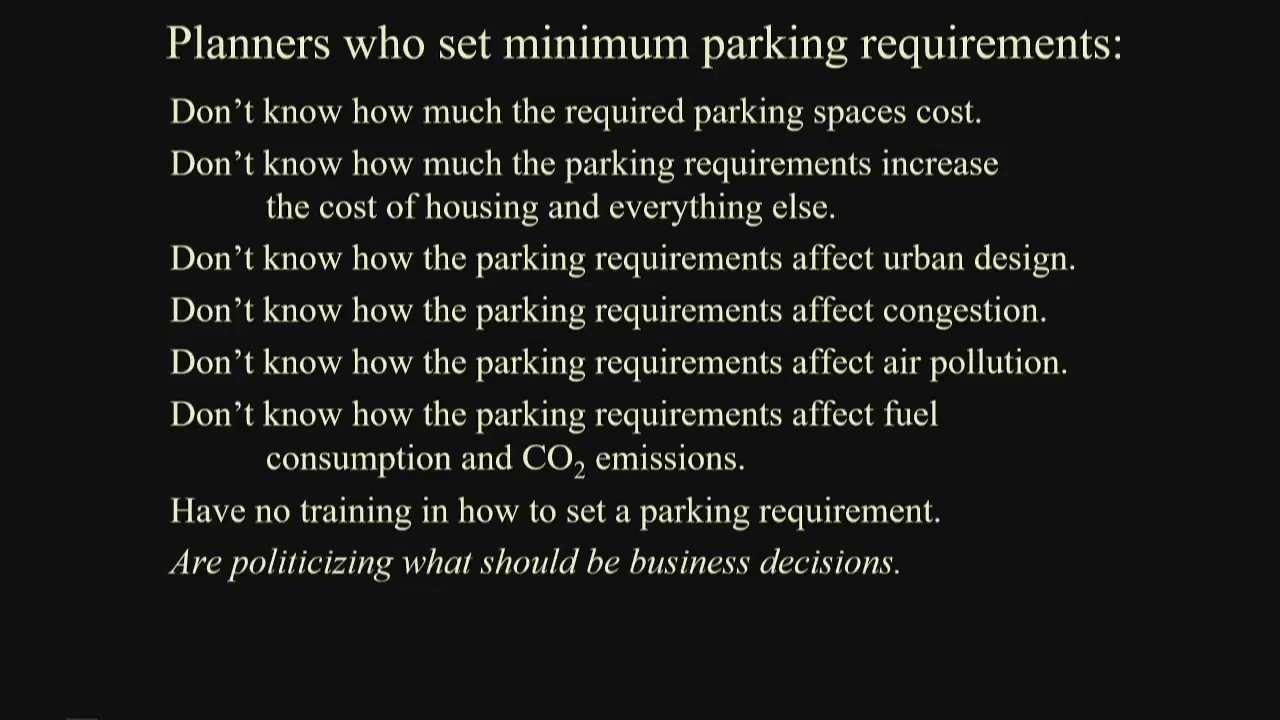 Planners who set minimum parking requirements:
Don’t know how much the required parking spaces cost.
Don’t know how much the parking requirements increase
the cost of housing and everything else.
Don’t know how the parking requirements affect urban design.
Don’t know how the parking requirements affect congestion.
Don’t know how the parking requirements affect air pollution.
Don’t know how the parking requirements affect fuel
consumption and CO₂ emissions.
Have no training in how to set a parking requirement.
Are politicizing what should be business decisions.